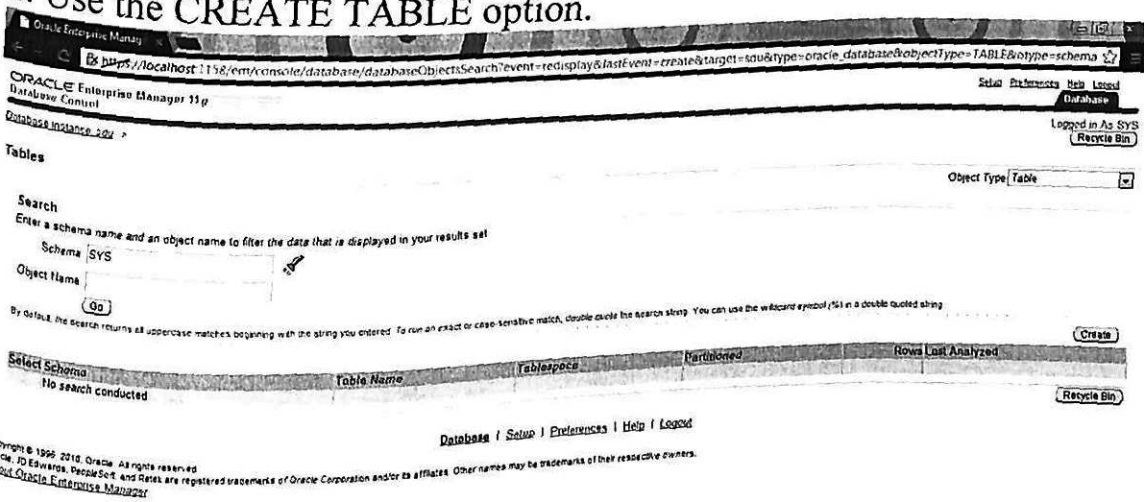 . Use the CREATE TABLE option.
Oracle Enterprise Manag
https://localhost:1158/em/console/database/databaseObjectsSearch?event=redisplay&lastEvent=create&target=sdu&type=oracle_database&objectType=TABLE&otype=schema
ORACLE Enterprise Manager 11g
Database Control
Setup Preferences Help Logout
Database
Database Instance: sdu >
Logged in As SYS
Recycle Bin
Tables
Object Type Table
Search
Enter a schema name and an object name to filter the data that is displayed in your results set
Schema SYS
Object Name
Go
By default, the search returns all uppercase matches beginning with the string you entered. To run an exact or case-sensitive match, double quote the search string. You can use the wildcard symbol (%) in a double quoted string
Create
Select Schema Table Name Tablespace Partitioned Rows Last Analyzed
No search conducted
Recycle Bin
Database | Setup | Preferences | Help | Logout
pyright © 1996, 2010, Oracle. All rights reserved
cle, JD Edwards, PeopleSoft, and Retek are registered trademarks of Oracle Corporation and/or its affiliates. Other names may be trademarks of their respective owners.
out Oracle Enterprise Manager